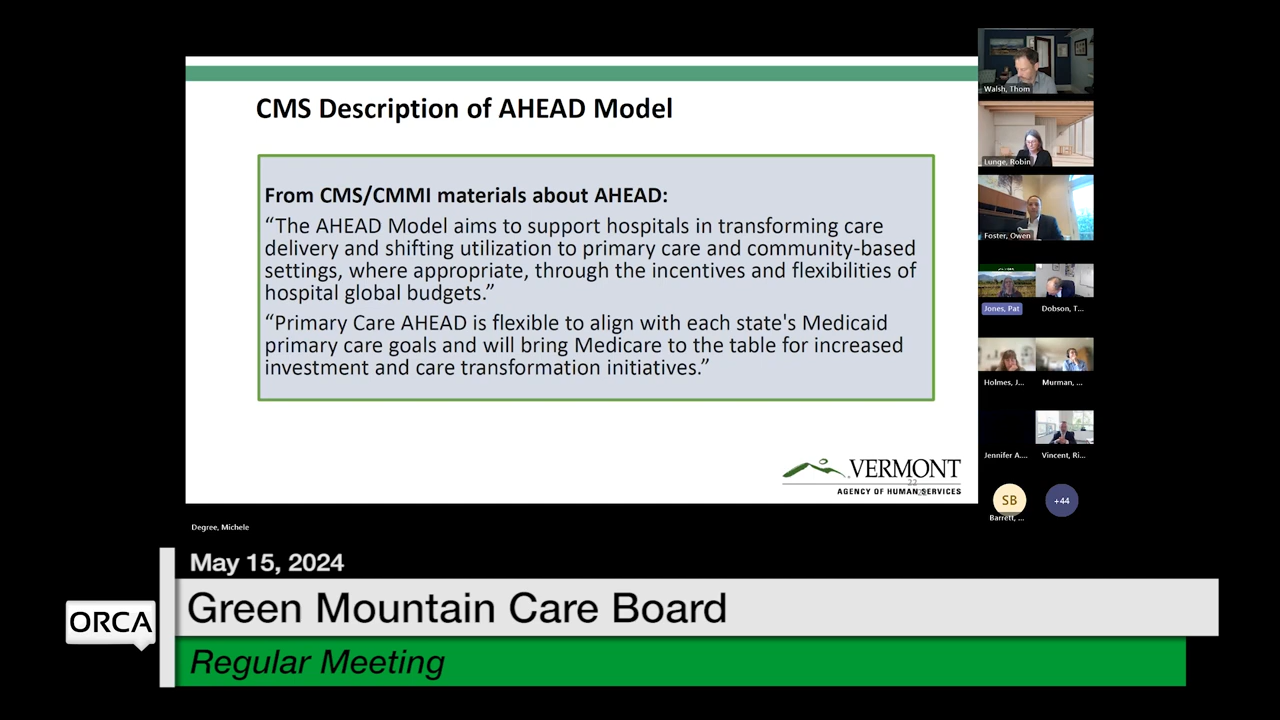 CMS Description of AHEAD Model
From CMS/CMMI materials about AHEAD:
“The AHEAD Model aims to support hospitals in transforming care
delivery and shifting utilization to primary care and community-based
settings, where appropriate, through the incentives and flexibilities of
hospital global budgets.”
“Primary Care AHEAD is flexible to align with each state's Medicaid
primary care goals and will bring Medicare to the table for increased
investment and care transformation initiatives.”
VERMONT
AGENCY OF HUMAN SERVICES
22
Walsh, Thom
Lunge, Robin
Foster, Owen
Jones, Pat
Dobson, T...
Holmes, J...
Murman, ...
Jennifer A....
Vincent, Ri...
SB
+44
Barrett, ...
Degree, Michele
May 15, 2024
ORCA
Green Mountain Care Board
Regular Meeting